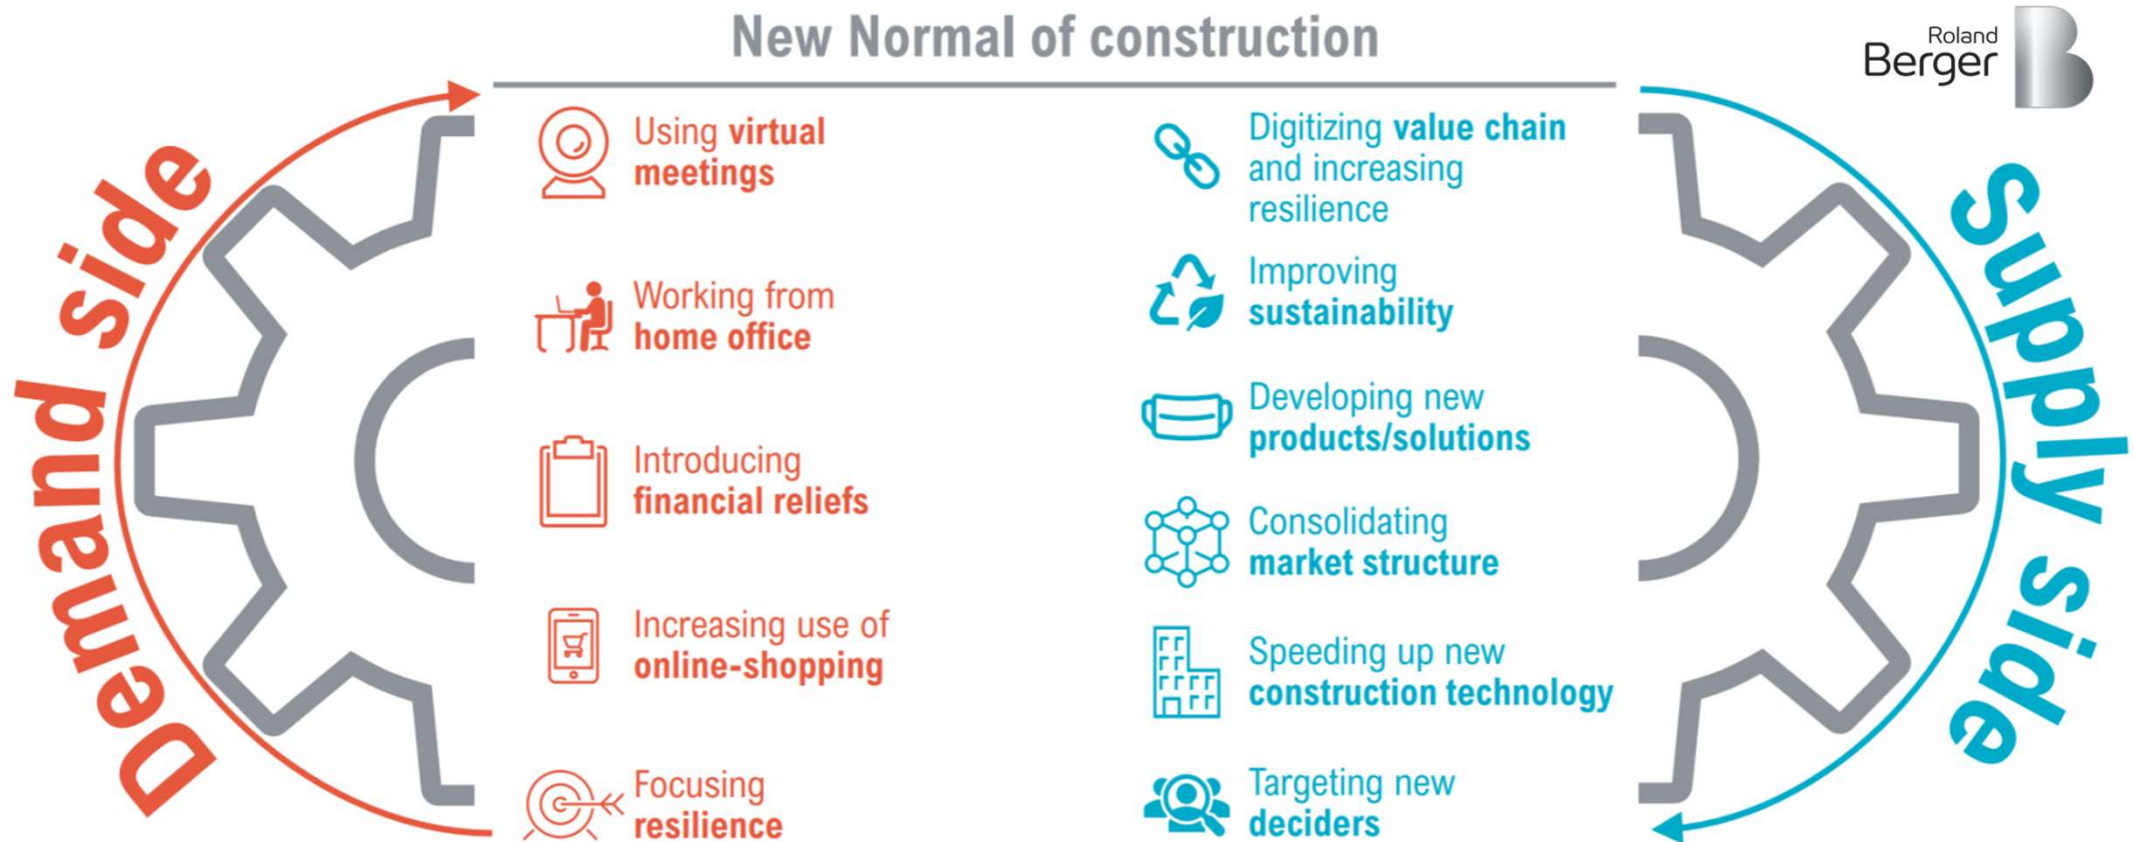 New Normal of construction
Roland
Berger
Demand side
Using virtual
meetings
Working from
home office
Introducing
financial reliefs
Increasing use of
online-shopping
Focusing
resilience
Digitizing value chain
and increasing
resilience
Improving
sustainability
Developing new
products/solutions
Consolidating
market structure
Speeding up new
construction technology
Targeting new
deciders
Supply side